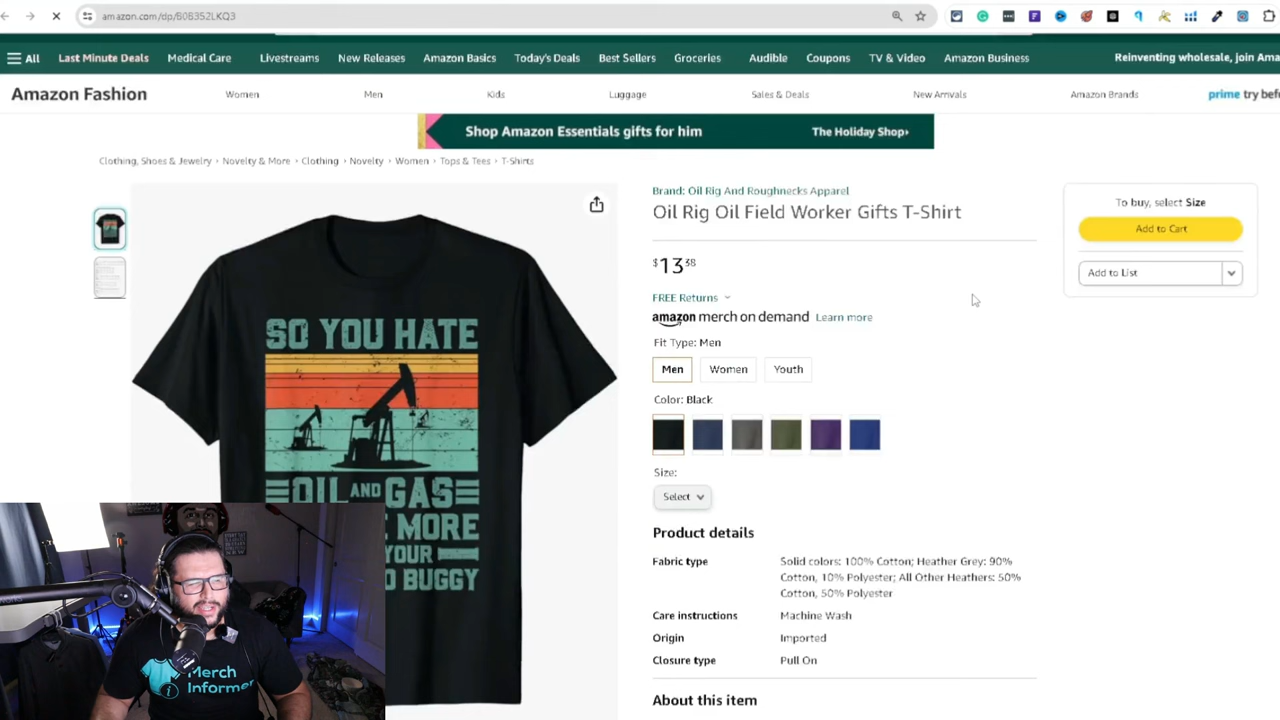 amazon.com/dp/B08352LKQ3
All Last Minute Deals Medical Care Livestreams New Releases Amazon Basics Today's Deals Best Sellers Groceries Audible Coupons TV & Video Amazon Business Reinventing wholesale, join Ama
Amazon Fashion Women Men Kids Luggage Sales & Deals New Arrivals Amazon Brands prime try bef
Shop Amazon Essentials gifts for him The Holiday Shop›
Clothing, Shoes & Jewelry › Novelty & More › Clothing › Novelty › Women › Tops & Tees › T-Shirts
Brand: Oil Rig And Roughnecks Apparel
Oil Rig Oil Field Worker Gifts T-Shirt
$13 38
FREE Returns
amazon merch on demand Learn more
Fit Type: Men
Men Women Youth
Color: Black
Size:
Select
Product details
Fabric type Solid colors: 100% Cotton; Heather Grey: 90%
Cotton, 10% Polyester; All Other Heathers: 50%
Cotton, 50% Polyester
Care instructions Machine Wash
Origin Imported
Closure type Pull On
About this item
To buy, select Size
Add to Cart
Add to List
SO YOU HATE
OIL AND GAS
MORE
YOUR
BUGGY
Merch
Informer